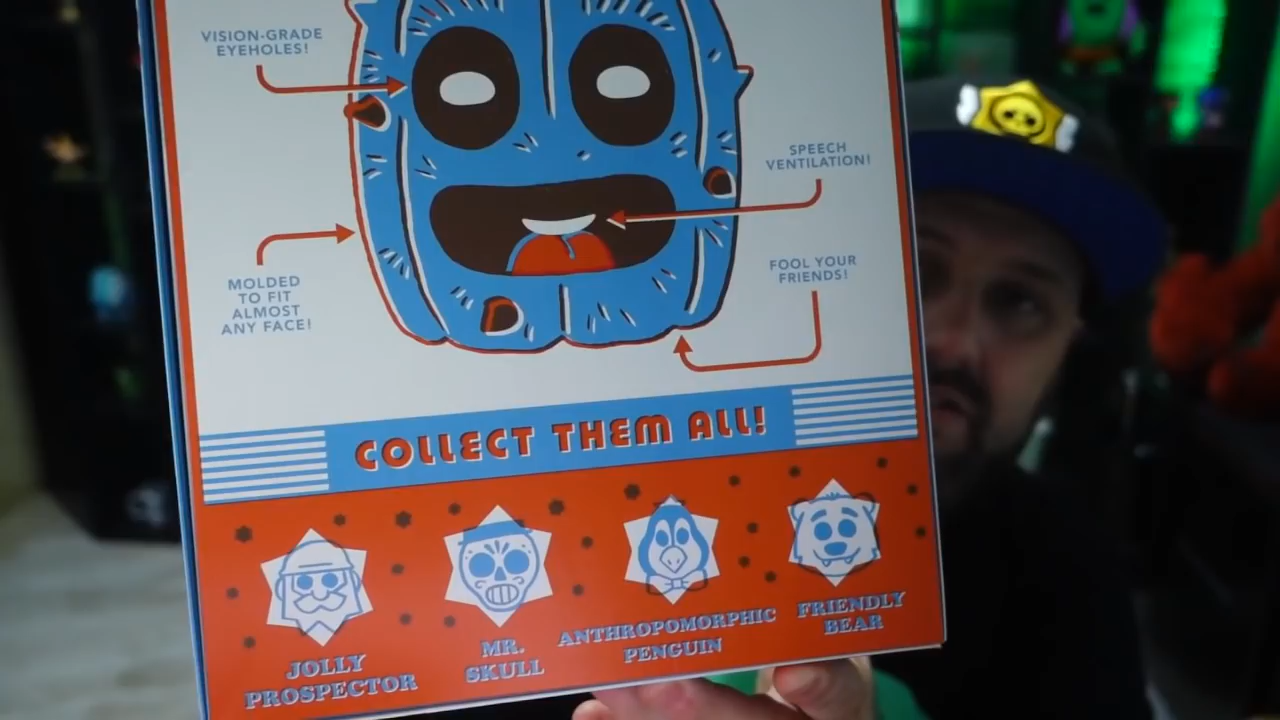 VISION-GRADE
EYEHOLES!
SPEECH
VENTILATION!
MOLDED
TO FIT
ALMOST
ANY FACE!
FOOL YOUR
FRIENDS!
COLLECT THEM ALL!
JOLLY
PROSPECTOR
MR.
SKULL
ANTHROPOMORPHIC
PENGUIN
FRIENDLY
BEAR